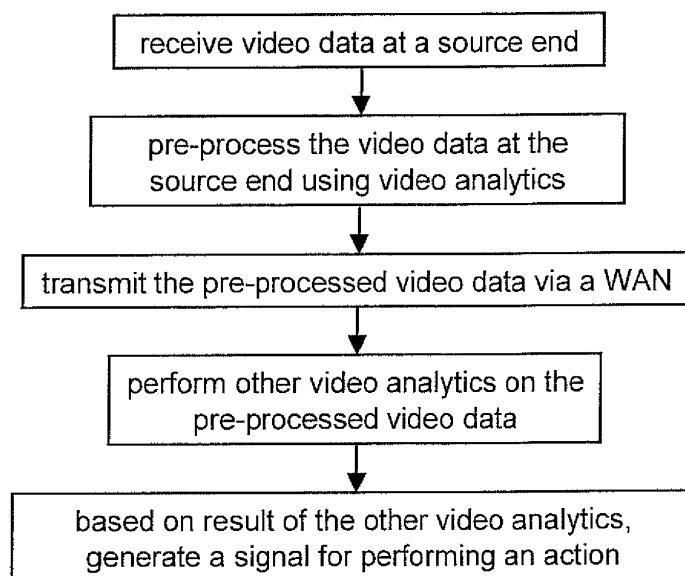 receive video data at a source end
pre-process the video data at the
source end using video analytics
transmit the pre-processed video data via a WAN
perform other video analytics on the
pre-processed video data
based on result of the other video analytics,
generate a signal for performing an action